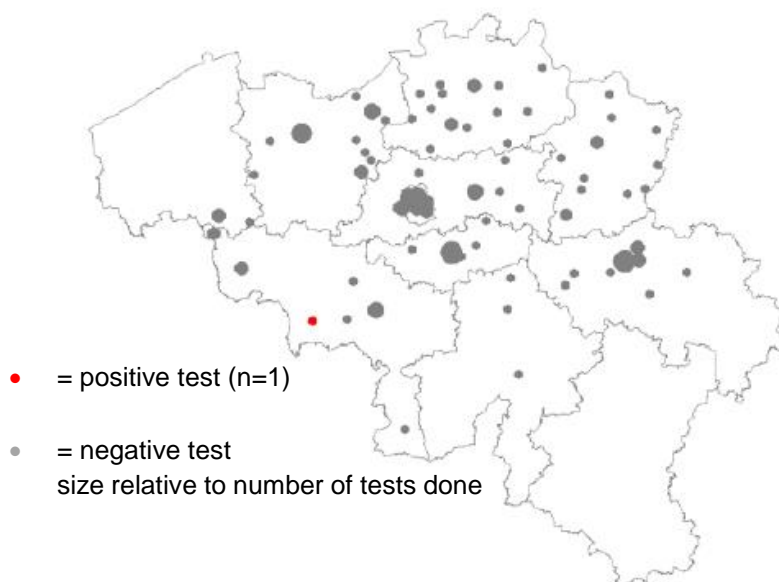 = positive test (n=1)
= negative test
size relative to number of tests done